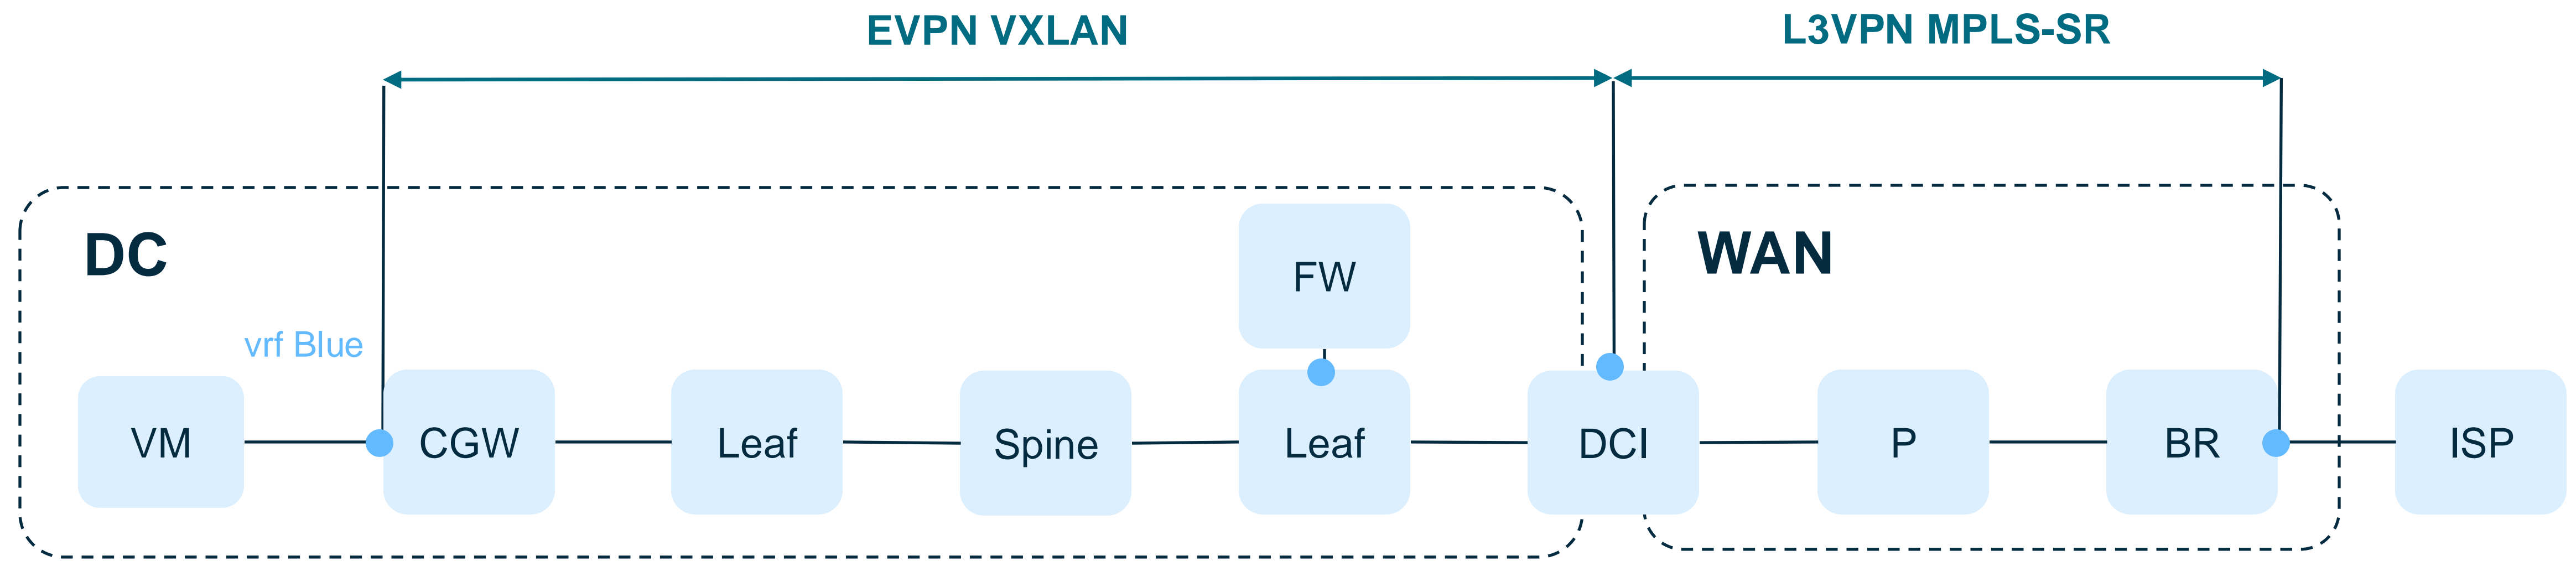 EVPN VXLAN
L3VPN MPLS-SR
DC
WAN
FW
vrf Blue
VM
CGW
Leaf
Spine
Leaf
DCI
P
BR
ISP